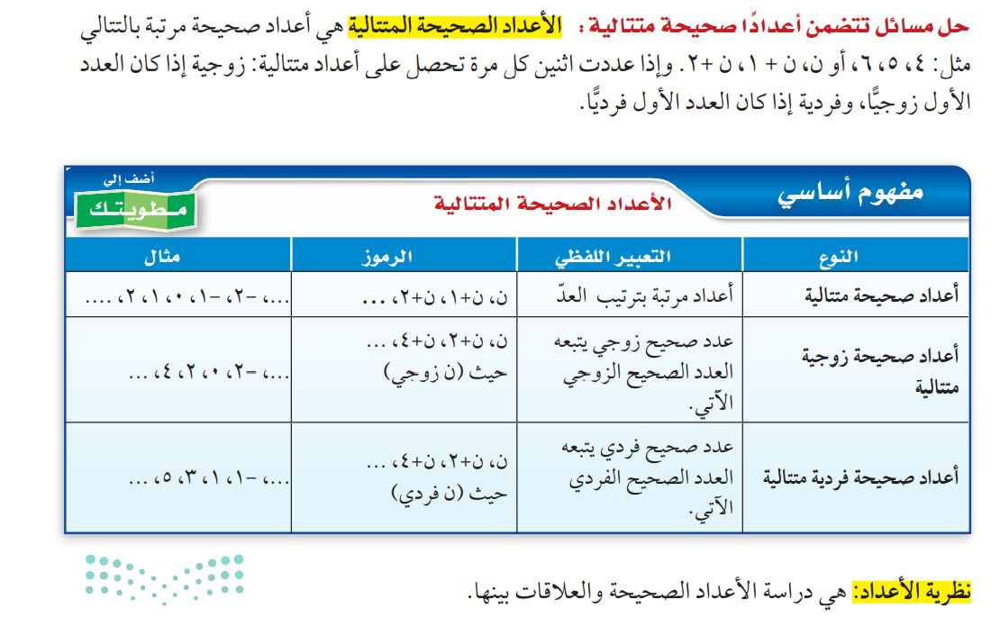 حل مسائل تتضمن أعدادًا صحيحة متتالية : الأعداد الصحيحة المتتالية هي أعداد صحيحة مرتبة بالتتالي
مثل: ٤، ٥، ٦، أو ن، ن + ١، ن +٢. وإذا عددت اثنين كل مرة تحصل على أعداد متتالية: زوجية إذا كان العدد
الأول زوجيًّا، وفردية إذا كان العدد الأول فرديًّا.
مفهوم أساسي
الأعداد الصحيحة المتتالية
أضف إلي
مـطويـتـك
النوع
التعبير اللفظي
الرموز
مثال
أعداد صحيحة متتالية
أعداد مرتبة بترتيب العدّ
ن، ن+١، ن+٢، ...
...، -٢، -١، ٠، ١، ٢، ....
أعداد صحيحة زوجية
متتالية
عدد صحيح زوجي يتبعه
العدد الصحيح الزوجي
الآتي.
ن، ن+٢، ن+٤، ...
حيث (ن زوجي)
...، -٢، ٠، ٢، ٤، ...
أعداد صحيحة فردية متتالية
عدد صحيح فردي يتبعه
العدد الصحيح الفردي
الآتي.
ن، ن+٢، ن+٤، ...
حيث (ن فردي)
...، -١، ١، ٣، ٥، ...
نظرية الأعداد: هي دراسة الأعداد الصحيحة والعلاقات بينها.